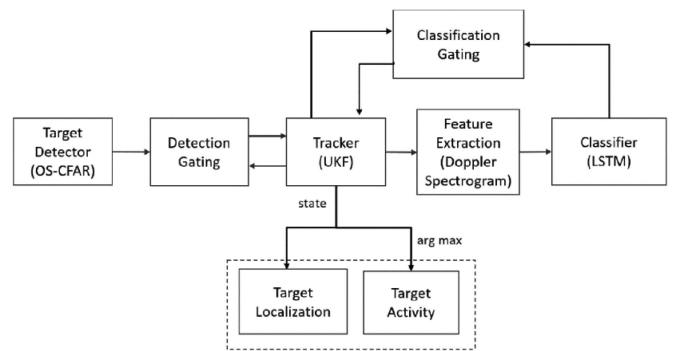 Classification
Gating
Target
Detector
(OS-CFAR)
Detection
Gating
Tracker
(UKF)
Feature
Extraction
(Doppler
Spectrogram)
Classifier
(LSTM)
state
arg max
Target
Localization
Target
Activity